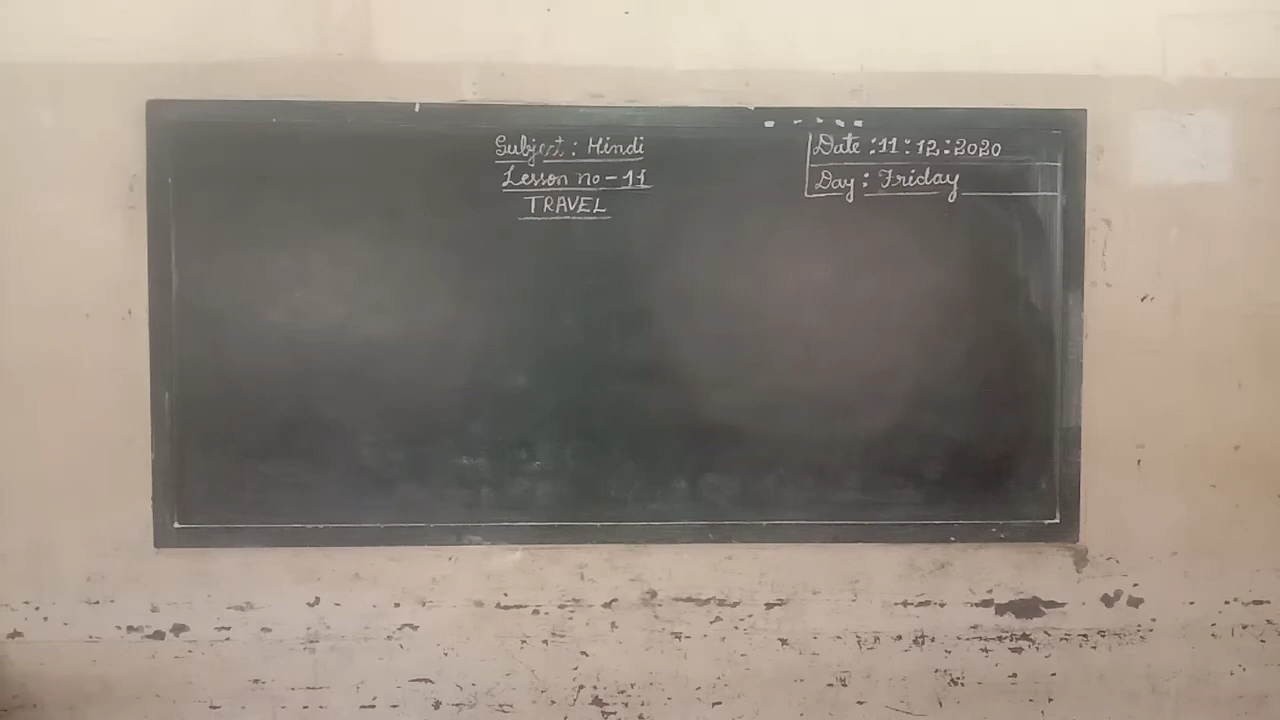 Subject : Hindi
Lesson no - 11
TRAVEL
Date : 11 : 12 : 2020
Day : Friday